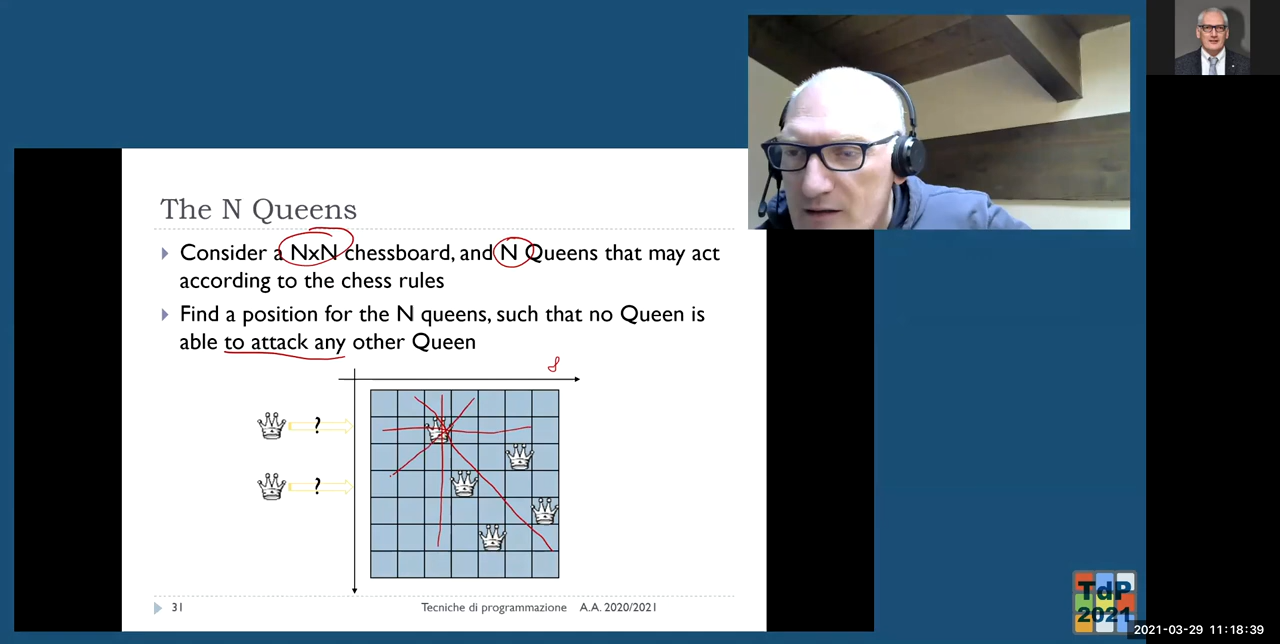 The N Queens
Consider a NxN chessboard, and N Queens that may act
according to the chess rules
Find a position for the N queens, such that no Queen is
able to attack any other Queen
8
?
?
31
Tecniche di programmazione A.A. 2020/2021
TdP
2021
2021-03-29 11:18:39